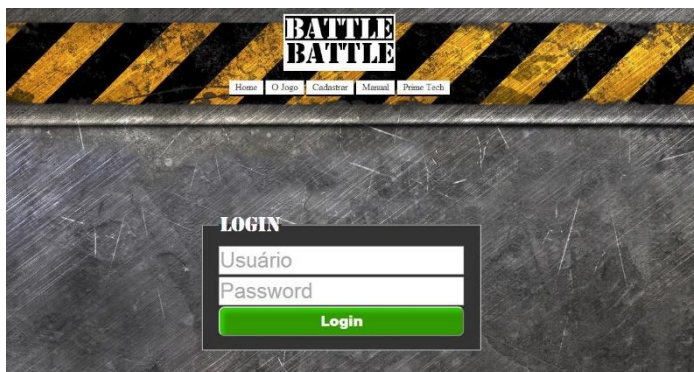 BATTLE
BATTLE
Home O Jogo Cadastrar Manual Prime Tech
LOGIN
Usuário
Password
Login